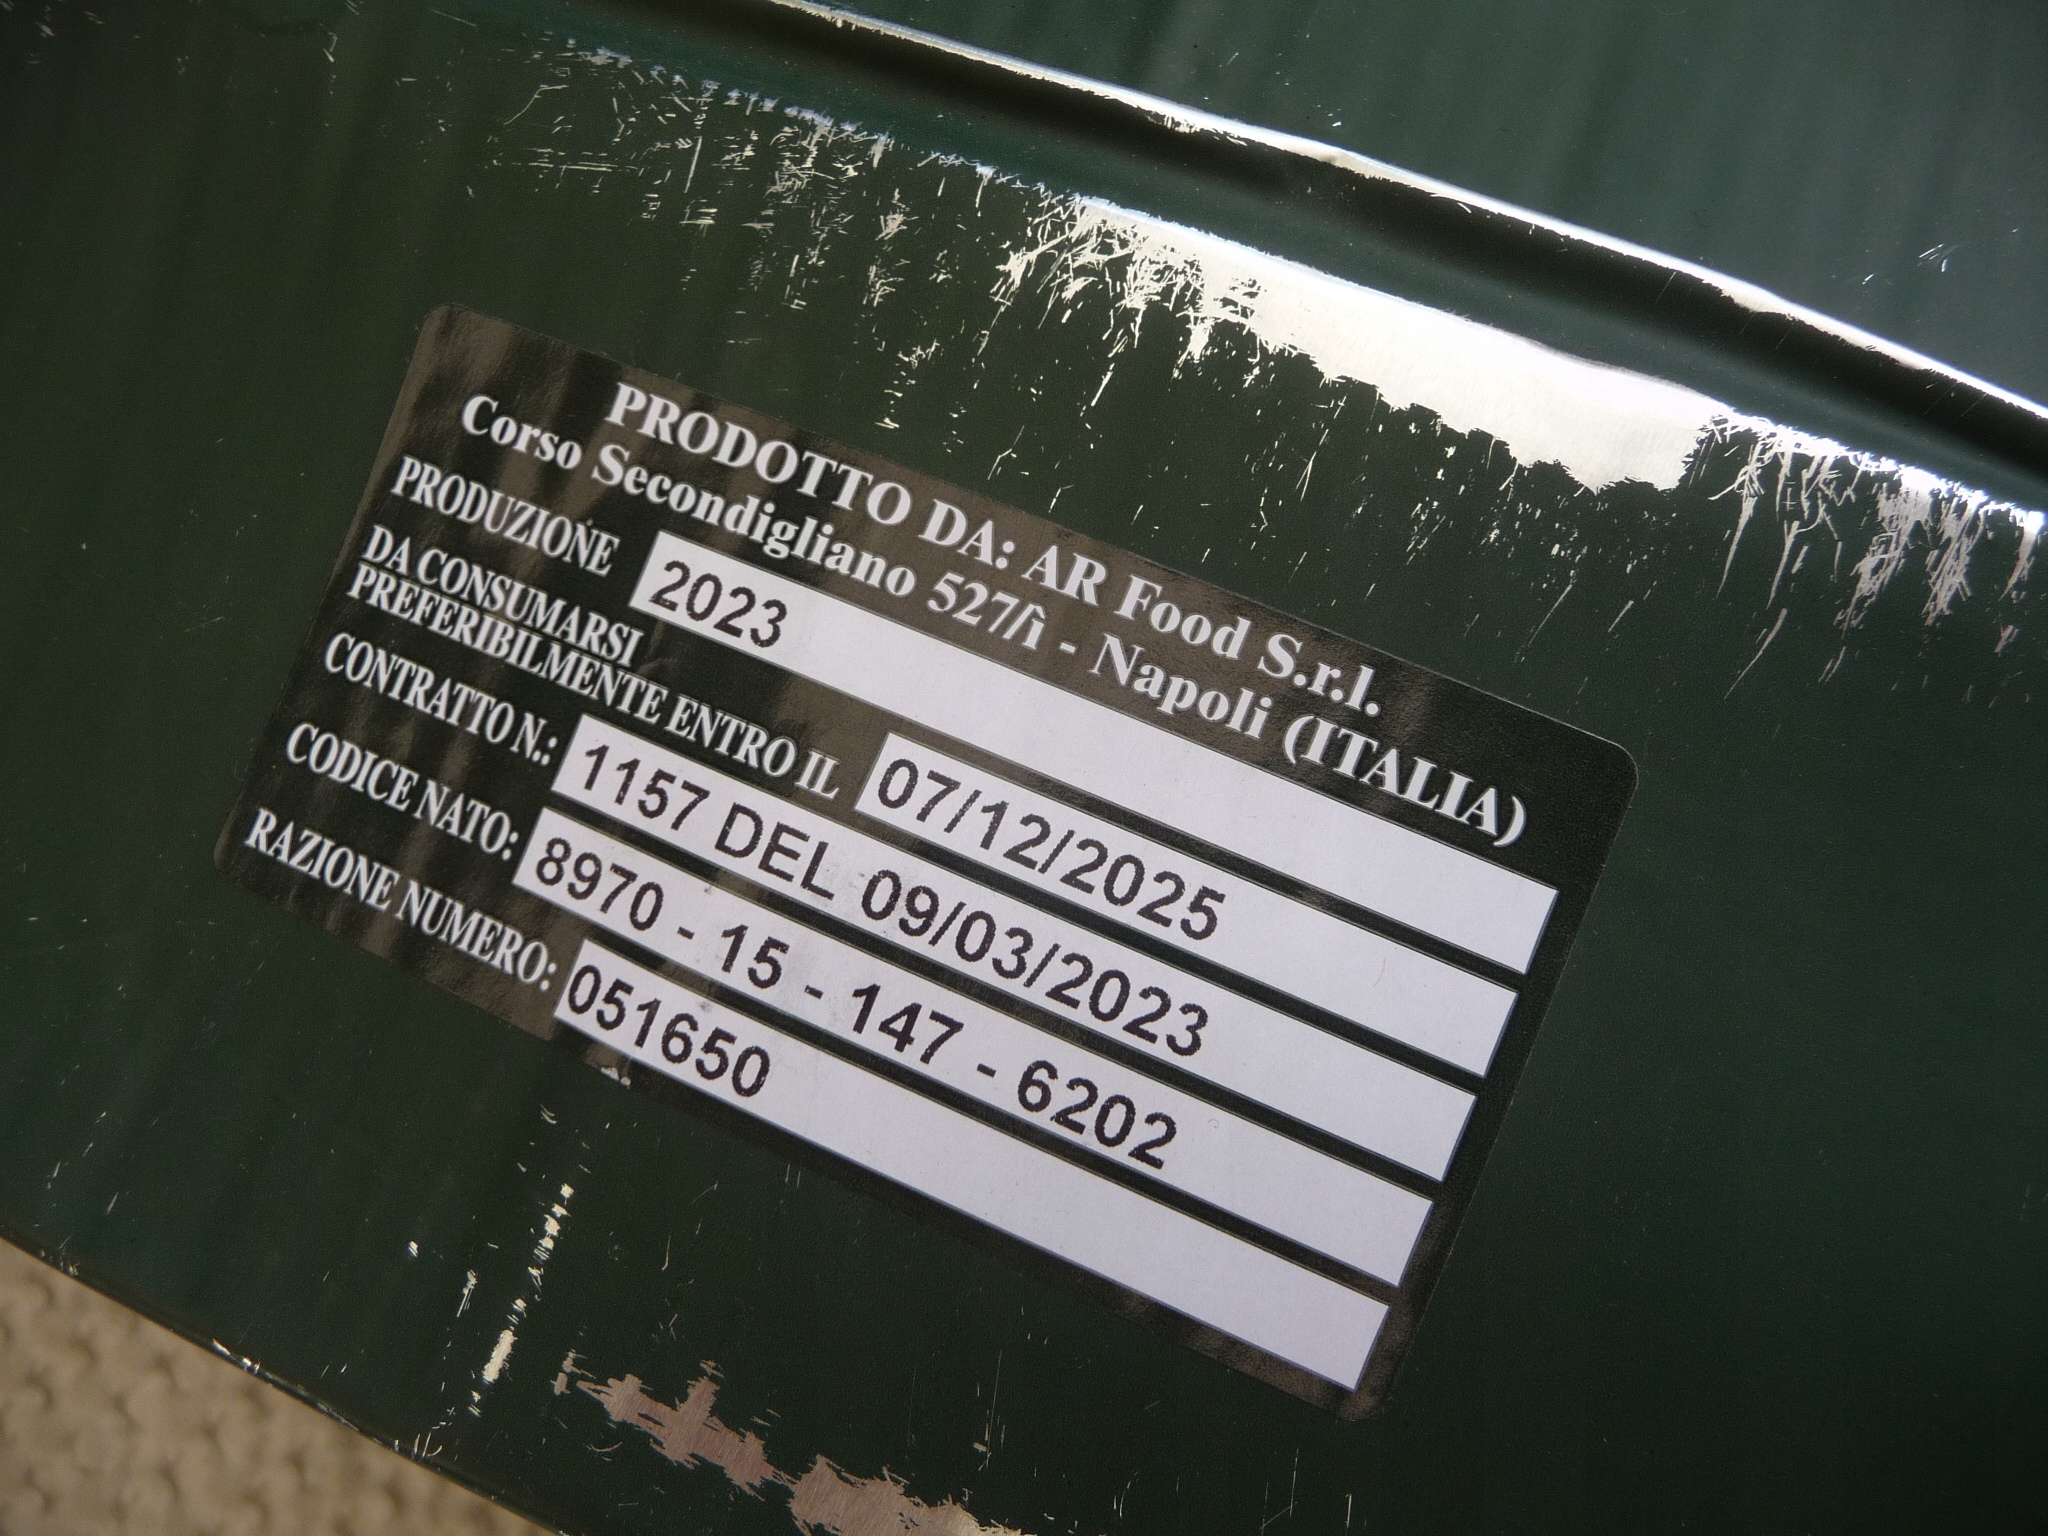 PRODOTTO DA: AR Food S.r.l.
Corso Secondigliano 527/ì - Napoli (ITALIA)
PRODUZIONE 2023
DA CONSUMARSI
PREFERIBILMENTE ENTRO IL 07/12/2025
CONTRATTO N.: 1157 DEL 09/03/2023
CODICE NATO: 8970 - 15 - 147 - 6202
RAZIONE NUMERO: 051650